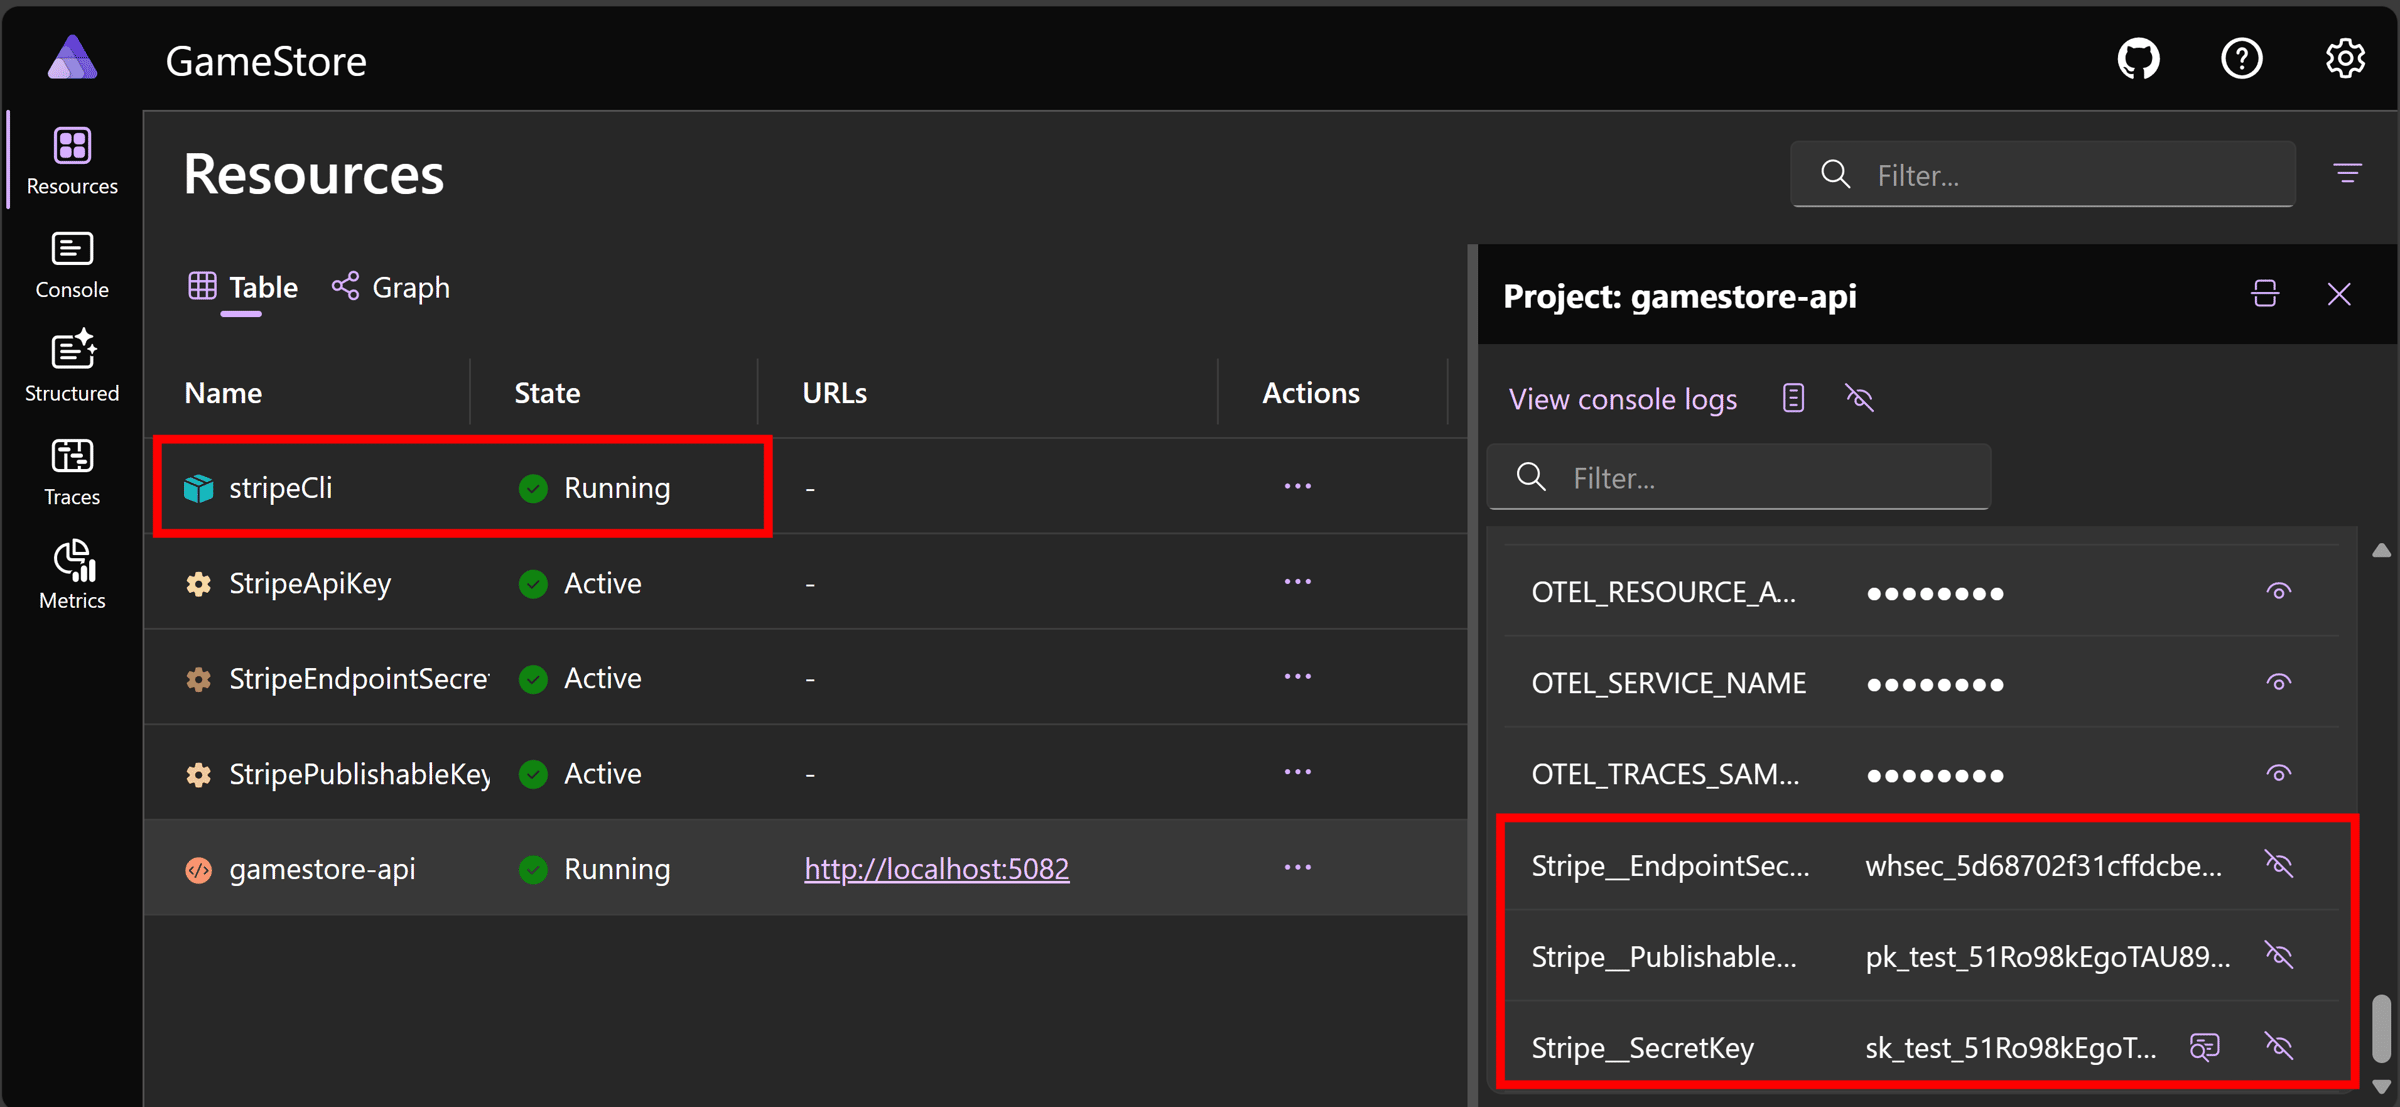 GameStore
Resources
Console
Structured
Traces
Metrics
Resources
Filter...
Table
Graph
Name State URLs Actions
stripeCli Running -
StripeApiKey Active -
StripeEndpointSecre Active -
StripePublishableKey Active -
gamestore-api Running http://localhost:5082
Project: gamestore-api
View console logs
Filter...
OTEL_RESOURCE_A... ●●●●●●●●
OTEL_SERVICE_NAME ●●●●●●●●
OTEL_TRACES_SAM... ●●●●●●●●
Stripe__EndpointSec... whsec_5d68702f31cffdcbe...
Stripe__Publishable... pk_test_51Ro98kEgoTAU89...
Stripe__SecretKey sk_test_51Ro98kEgoT...